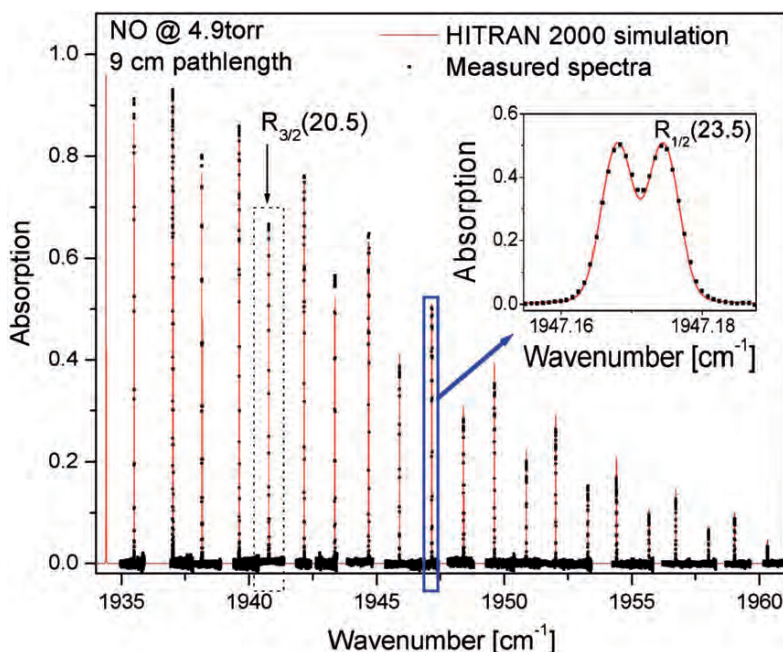 NO @ 4.9torr
9 cm pathlength
HITRAN 2000 simulation
Measured spectra
R3/2(20.5)
R1/2(23.5)
Absorption
0.6
0.4
0.2
0.0
1947.16 1947.18
Wavenumber [cm-1]
Absorption
1.0
0.8
0.6
0.4
0.2
0.0
1935 1940 1945 1950 1955 1960
Wavenumber [cm-1]